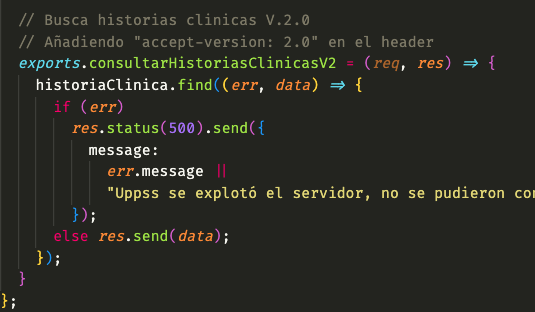 // Busca historias clinicas V.2.0
// Añadiendo "accept-version: 2.0" en el header
exports.consultarHistoriasClinicasV2 = (req, res) => {
historiaClinica.find((err, data) => {
if (err)
res.status(500).send({
message:
err.message ||
"Uppss se explotó el servidor, no se pudieron
});
else res.send(data);
});
}
};